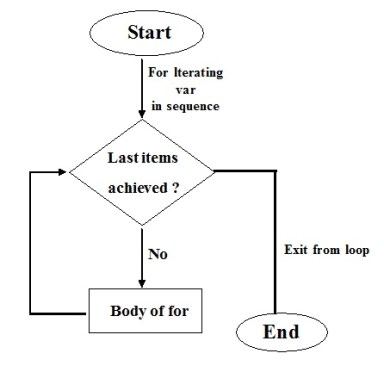 Start
For Iterating
var
in sequence
Last items
achieved ?
No
Exit from loop
Body of for
End